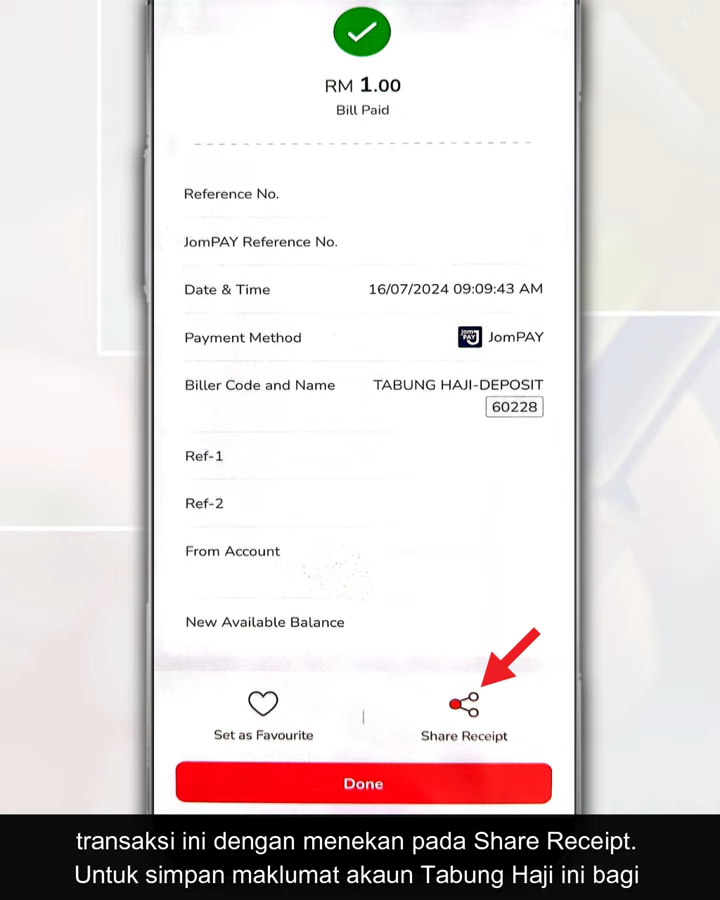 RM 1.00
Bill Paid
Reference No.
JomPAY Reference No.
Date & Time 16/07/2024 09:09:43 AM
Payment Method Jom PAY JomPAY
Biller Code and Name TABUNG HAJI-DEPOSIT
60228
Ref-1
Ref-2
From Account
New Available Balance
Set as Favourite Share Receipt
Done
transaksi ini dengan menekan pada Share Receipt.
Untuk simpan maklumat akaun Tabung Haji ini bagi